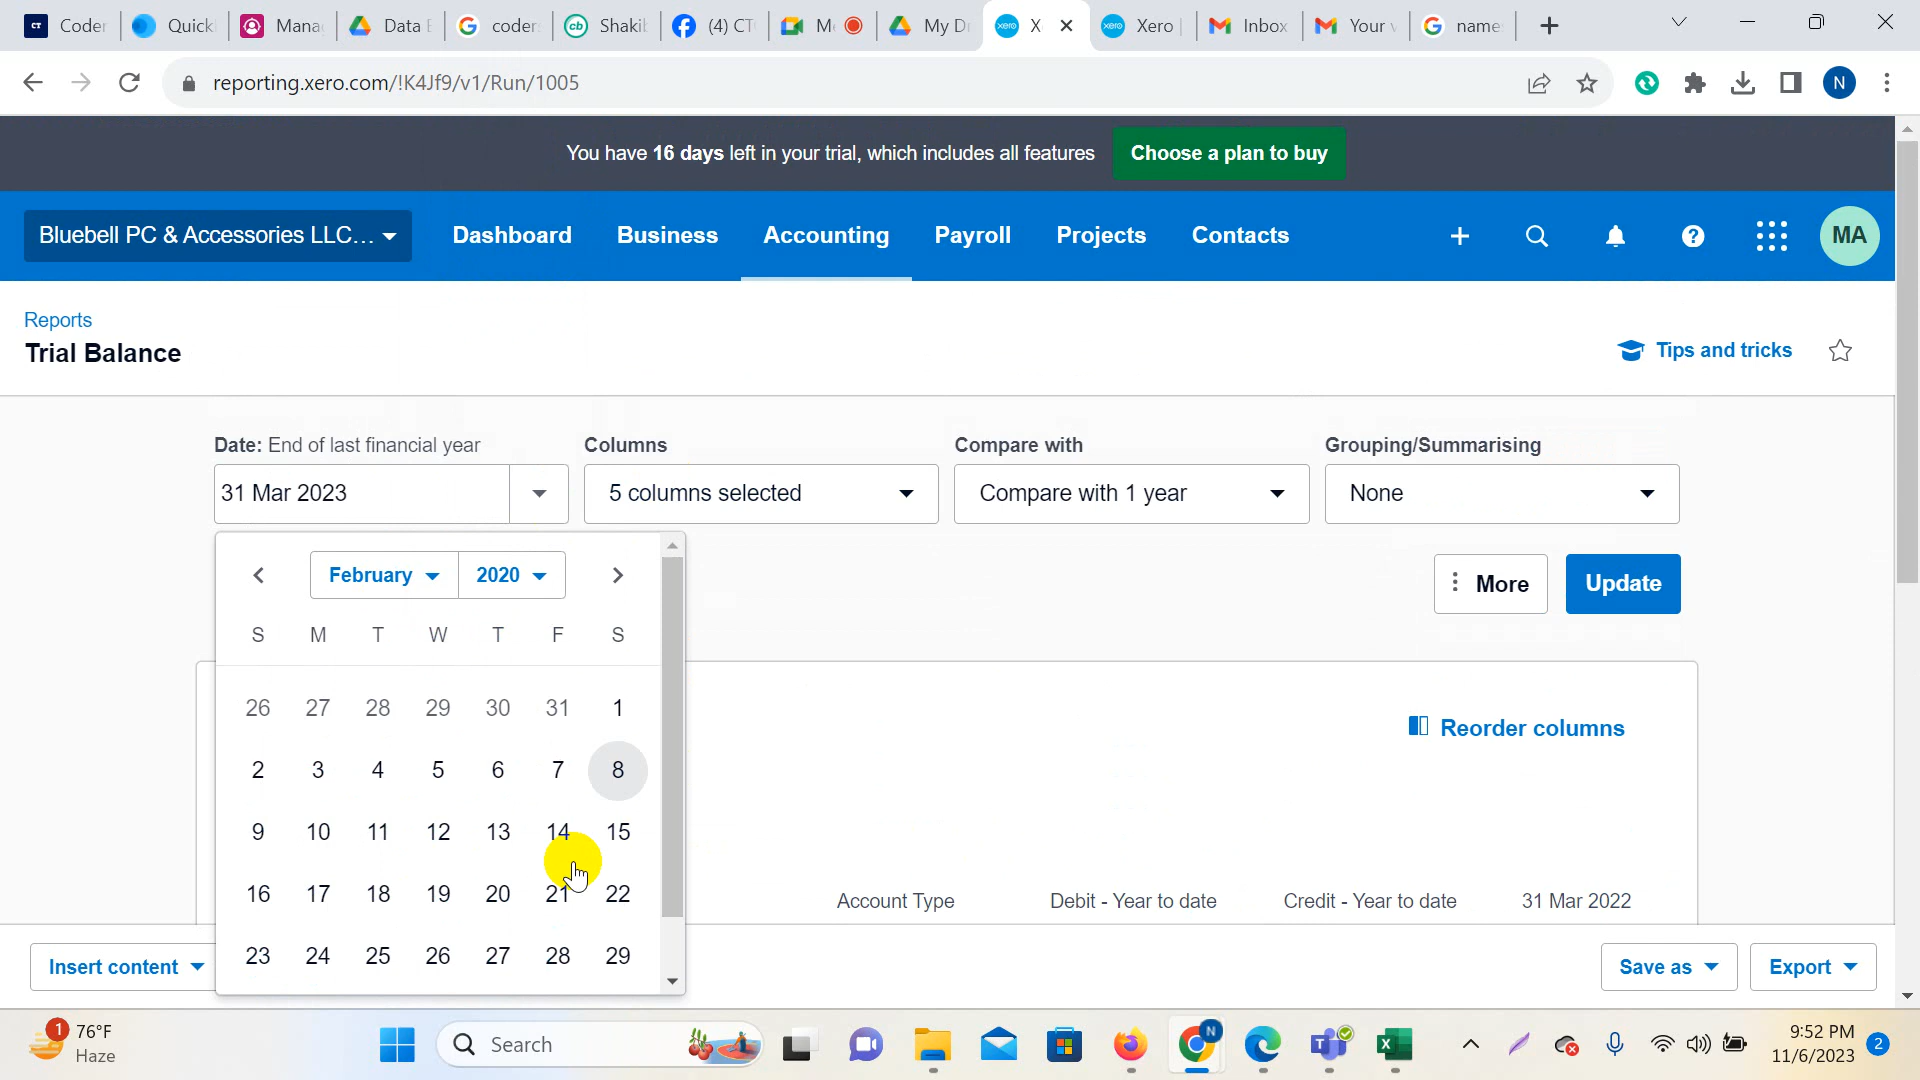 Coder
Quick
Mana
Data E
coder
Shakib
(4) CT
M
My D
X
Xero |
Inbox
Your v
name
reporting.xero.com/!K4Jf9/v1/Run/1005
N
You have 16 days left in your trial, which includes all features
Choose a plan to buy
Bluebell PC & Accessories LLC...
Dashboard
Business
Accounting
Payroll
Projects
Contacts
MA
Reports
Trial Balance
Tips and tricks
Date: End of last financial year
Columns
Compare with
Grouping/Summarising
31 Mar 2023
5 columns selected
Compare with 1 year
None
More
Update
February
2020
S M T W T F S
26 27 28 29 30 31 1
2 3 4 5 6 7 8
9 10 11 12 13 14 15
16 17 18 19 20 21 22
23 24 25 26 27 28 29
Reorder columns
Account Type
Debit - Year to date
Credit - Year to date
31 Mar 2022
Insert content
Save as
Export
1
76°F
Haze
Search
N
9:52 PM
11/6/2023
2